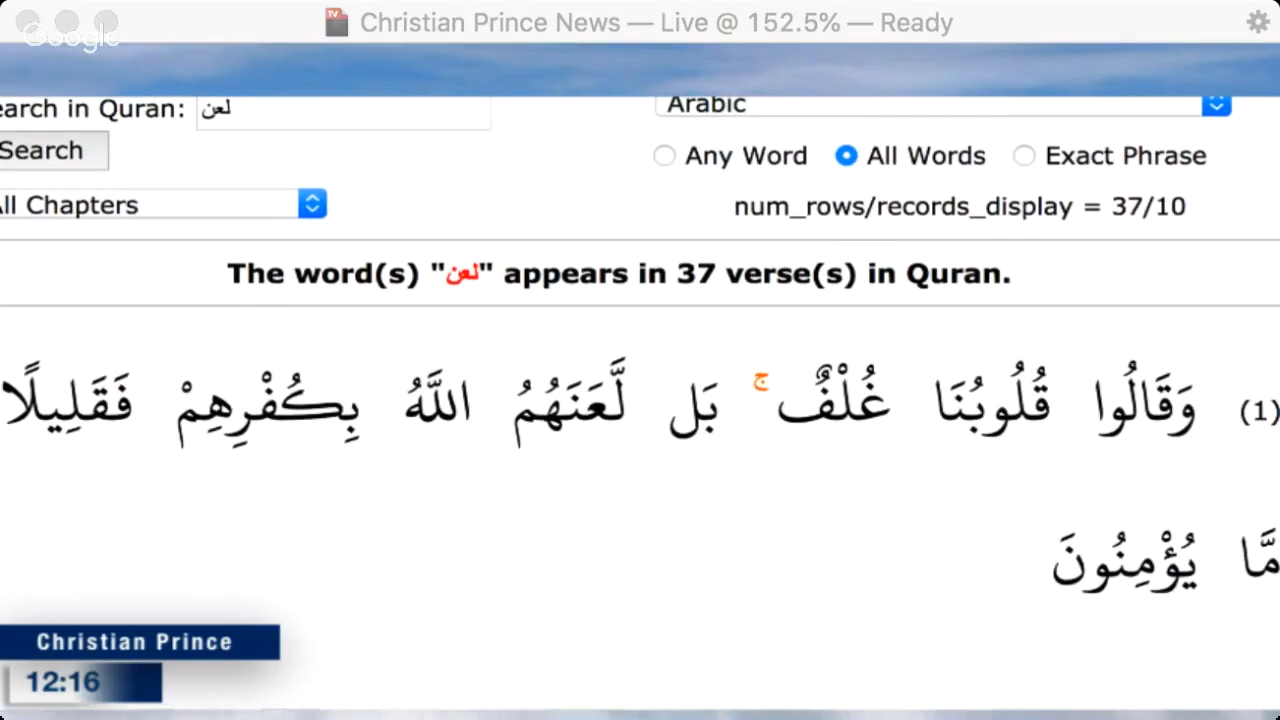 Christian Prince News — Live @ 152.5% — Ready
Google
earch in Quran: لعن
Arabic
Search
Any Word All Words Exact Phrase
ll Chapters
num_rows/records_display = 37/10
The word(s) "لعن" appears in 37 verse(s) in Quran.
(1) وَقَالُوا قُلُوبُنَا غُلْفٌ ۚ بَل لَّعَنَهُمُ اللَّهُ بِكُفْرِهِمْ فَقَلِيلًا
مَّا يُؤْمِنُونَ
Christian Prince
12:16